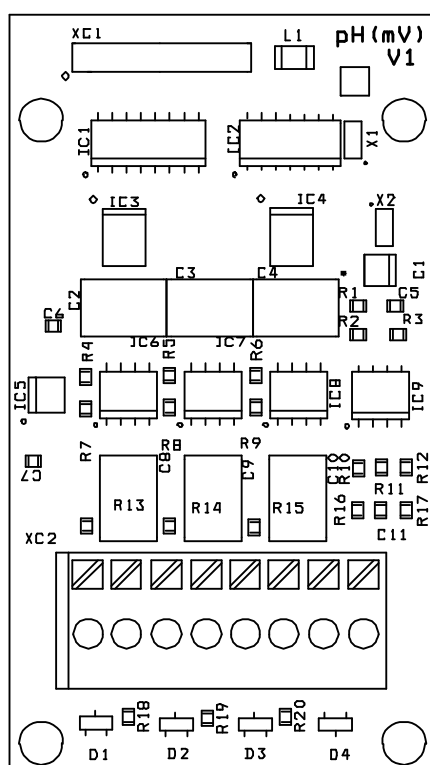 XC1
L1
pH(mV)
V1
IC1
IC2
X1
IC3
IC4
X2
C2
C3
C4
C1
C6
R1
C5
R2
R3
IC6
IC7
R4
R5
R6
IC5
IC8
IC9
C7
R7
R8
R9
C8
C9
C10
R10
R11
R12
R13
R14
R15
R16
C11
R17
XC2
R18
R19
R20
D1
D2
D3
D4